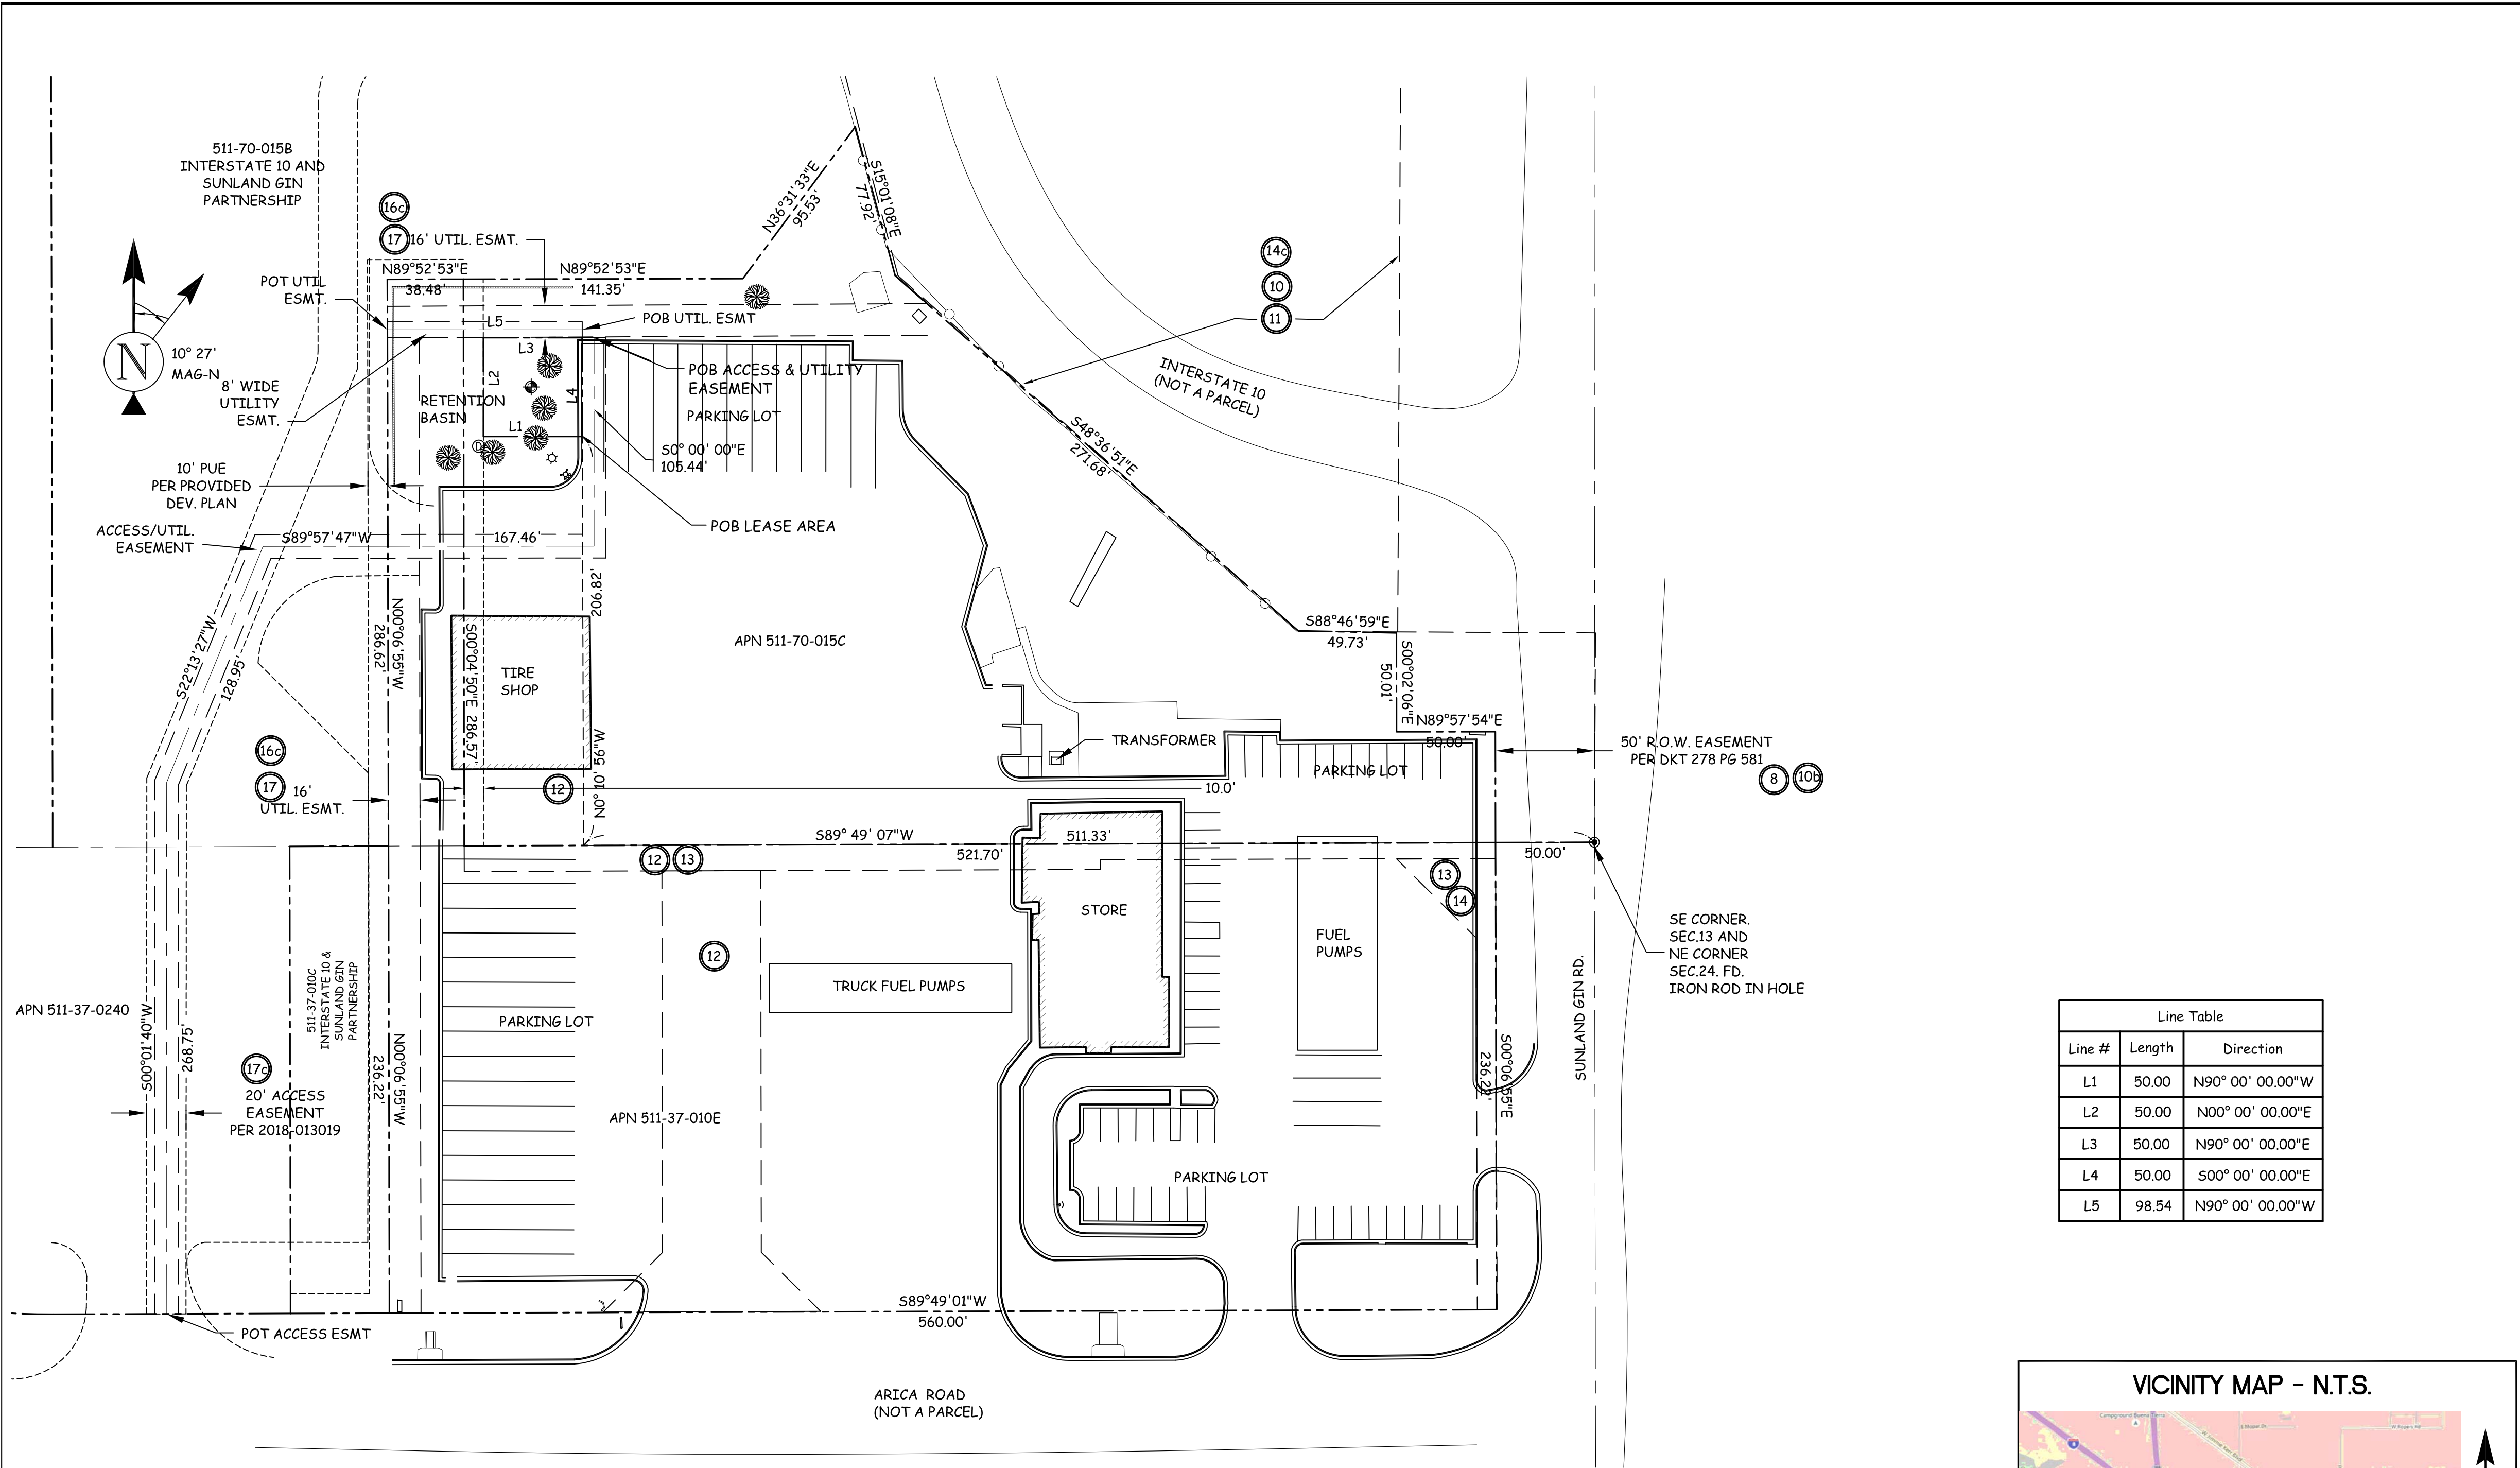 511-70-015B
INTERSTATE 10 AND
SUNLAND GIN
PARTNERSHIP
16c
17
16' UTIL. ESMT.
N89°52'53"E
38.48'
N89°52'53"E
141.35'
N36°31'33"E
95.53'
S15°01'08"E
77.92'
14c
10
11
POT UTIL
ESMT.
L5
POB UTIL. ESMT
N
10° 27'
MAG-N
8' WIDE
UTILITY
ESMT.
L3
L2
L4
L1
RETENTION
BASIN
POB ACCESS & UTILITY
EASEMENT
PARKING LOT
S0° 00' 00"E
105.44'
INTERSTATE 10
(NOT A PARCEL)
S48°36'51"E
271.68'
10' PUE
PER PROVIDED
DEV. PLAN
ACCESS/UTIL.
EASEMENT
S89°57'47"W
167.46'
POB LEASE AREA
206.82'
N00°06'55"W
286.62'
S00°04'50"E 286.57'
TIRE
SHOP
APN 511-70-015C
S22°13'27"W
128.95'
N0° 10' 56"W
S88°46'59"E
49.73'
S00°02'06"E
50.01'
N89°57'54"E
50.00'
TRANSFORMER
PARKING LOT
50' R.O.W. EASEMENT
PER DKT 278 PG 581
8
10b
16c
17
16'
UTIL. ESMT.
12
10.0'
S89° 49' 07"W
511.33'
521.70'
50.00'
12
13
13
14
STORE
FUEL
PUMPS
SE CORNER.
SEC.13 AND
NE CORNER
SEC.24. FD.
IRON ROD IN HOLE
12
TRUCK FUEL PUMPS
SUNLAND GIN RD.
511-37-010C
INTERSTATE 10 &
SUNLAND GIN
PARTNERSHIP
APN 511-37-0240
S00°01'40"W
268.75'
PARKING LOT
N00°06'55"W
236.22'
S00°06'55"E
236.22'
17c
20' ACCESS
EASEMENT
PER 2018-013019
APN 511-37-010E
PARKING LOT
S89°49'01"W
560.00'
POT ACCESS ESMT
ARICA ROAD
(NOT A PARCEL)
Line Table
Line # Length Direction
L1 50.00 N90° 00' 00.00"W
L2 50.00 N00° 00' 00.00"E
L3 50.00 N90° 00' 00.00"E
L4 50.00 S00° 00' 00.00"E
L5 98.54 N90° 00' 00.00"W
VICINITY MAP - N.T.S.